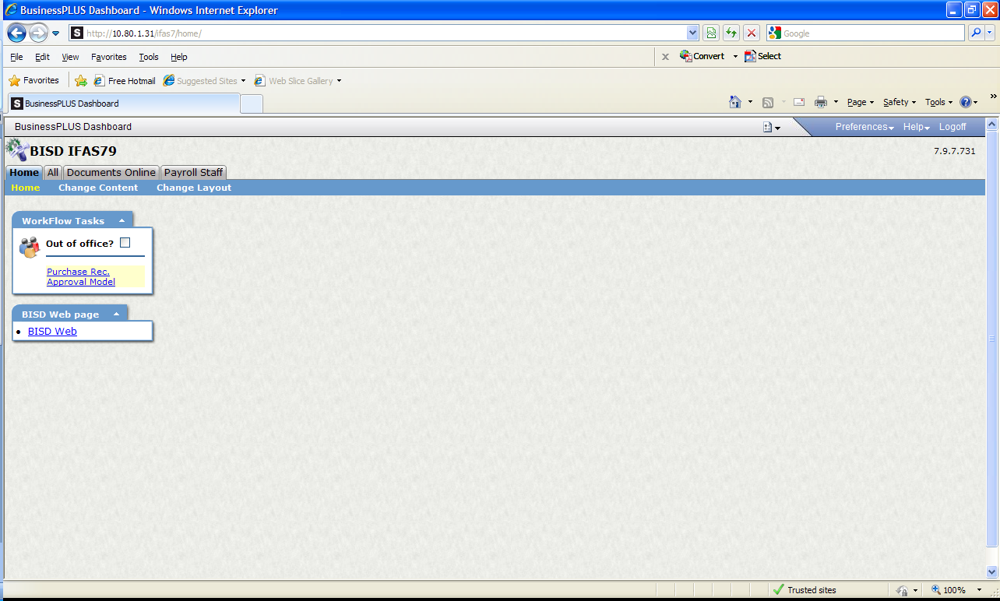 BusinessPLUS Dashboard - Windows Internet Explorer
S http://10.80.1.31/ifas7/home/ Google
File Edit View Favorites Tools Help x Convert Select
Favorites Free Hotmail Suggested Sites Web Slice Gallery
S BusinessPLUS Dashboard Page Safety Tools ? »
BusinessPLUS Dashboard Preferences Help Logoff
BISD IFAS79 7.9.7.731
Home All Documents Online Payroll Staff
Home Change Content Change Layout
WorkFlow Tasks
Out of office?
Purchase Rec.
Approval Model
BISD Web page
• BISD Web
Trusted sites 100%